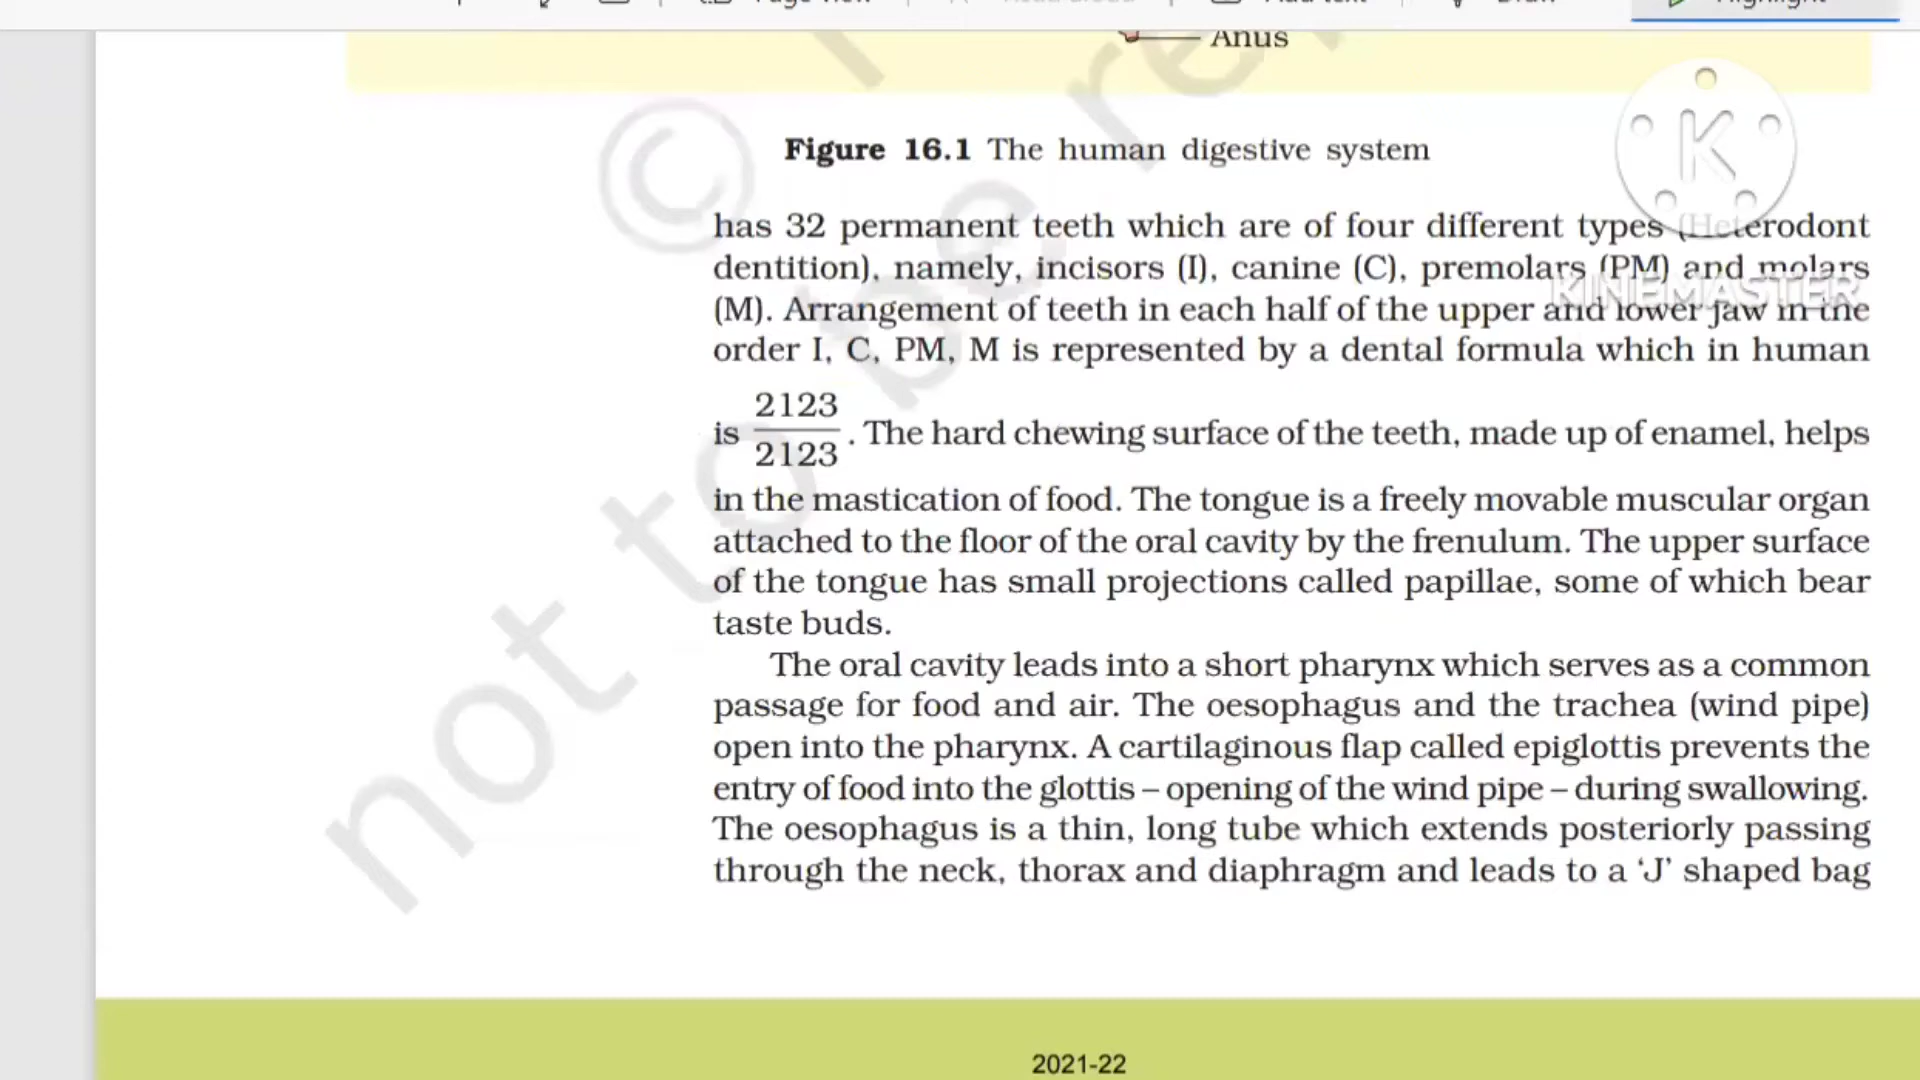 Anus
Figure 16.1 The human digestive system
has 32 permanent teeth which are of four different types (Heterodont
dentition), namely, incisors (I), canine (C), premolars (PM) and molars
KINEMASTER
(M). Arrangement of teeth in each half of the upper and lower jaw in the
order I, C, PM, M is represented by a dental formula which in human
2123
is ⸻ . The hard chewing surface of the teeth, made up of enamel, helps
2123
in the mastication of food. The tongue is a freely movable muscular organ
attached to the floor of the oral cavity by the frenulum. The upper surface
of the tongue has small projections called papillae, some of which bear
taste buds.
The oral cavity leads into a short pharynx which serves as a common
passage for food and air. The oesophagus and the trachea (wind pipe)
open into the pharynx. A cartilaginous flap called epiglottis prevents the
entry of food into the glottis – opening of the wind pipe – during swallowing.
The oesophagus is a thin, long tube which extends posteriorly passing
through the neck, thorax and diaphragm and leads to a ‘J’ shaped bag
not to be
©
K
2021-22